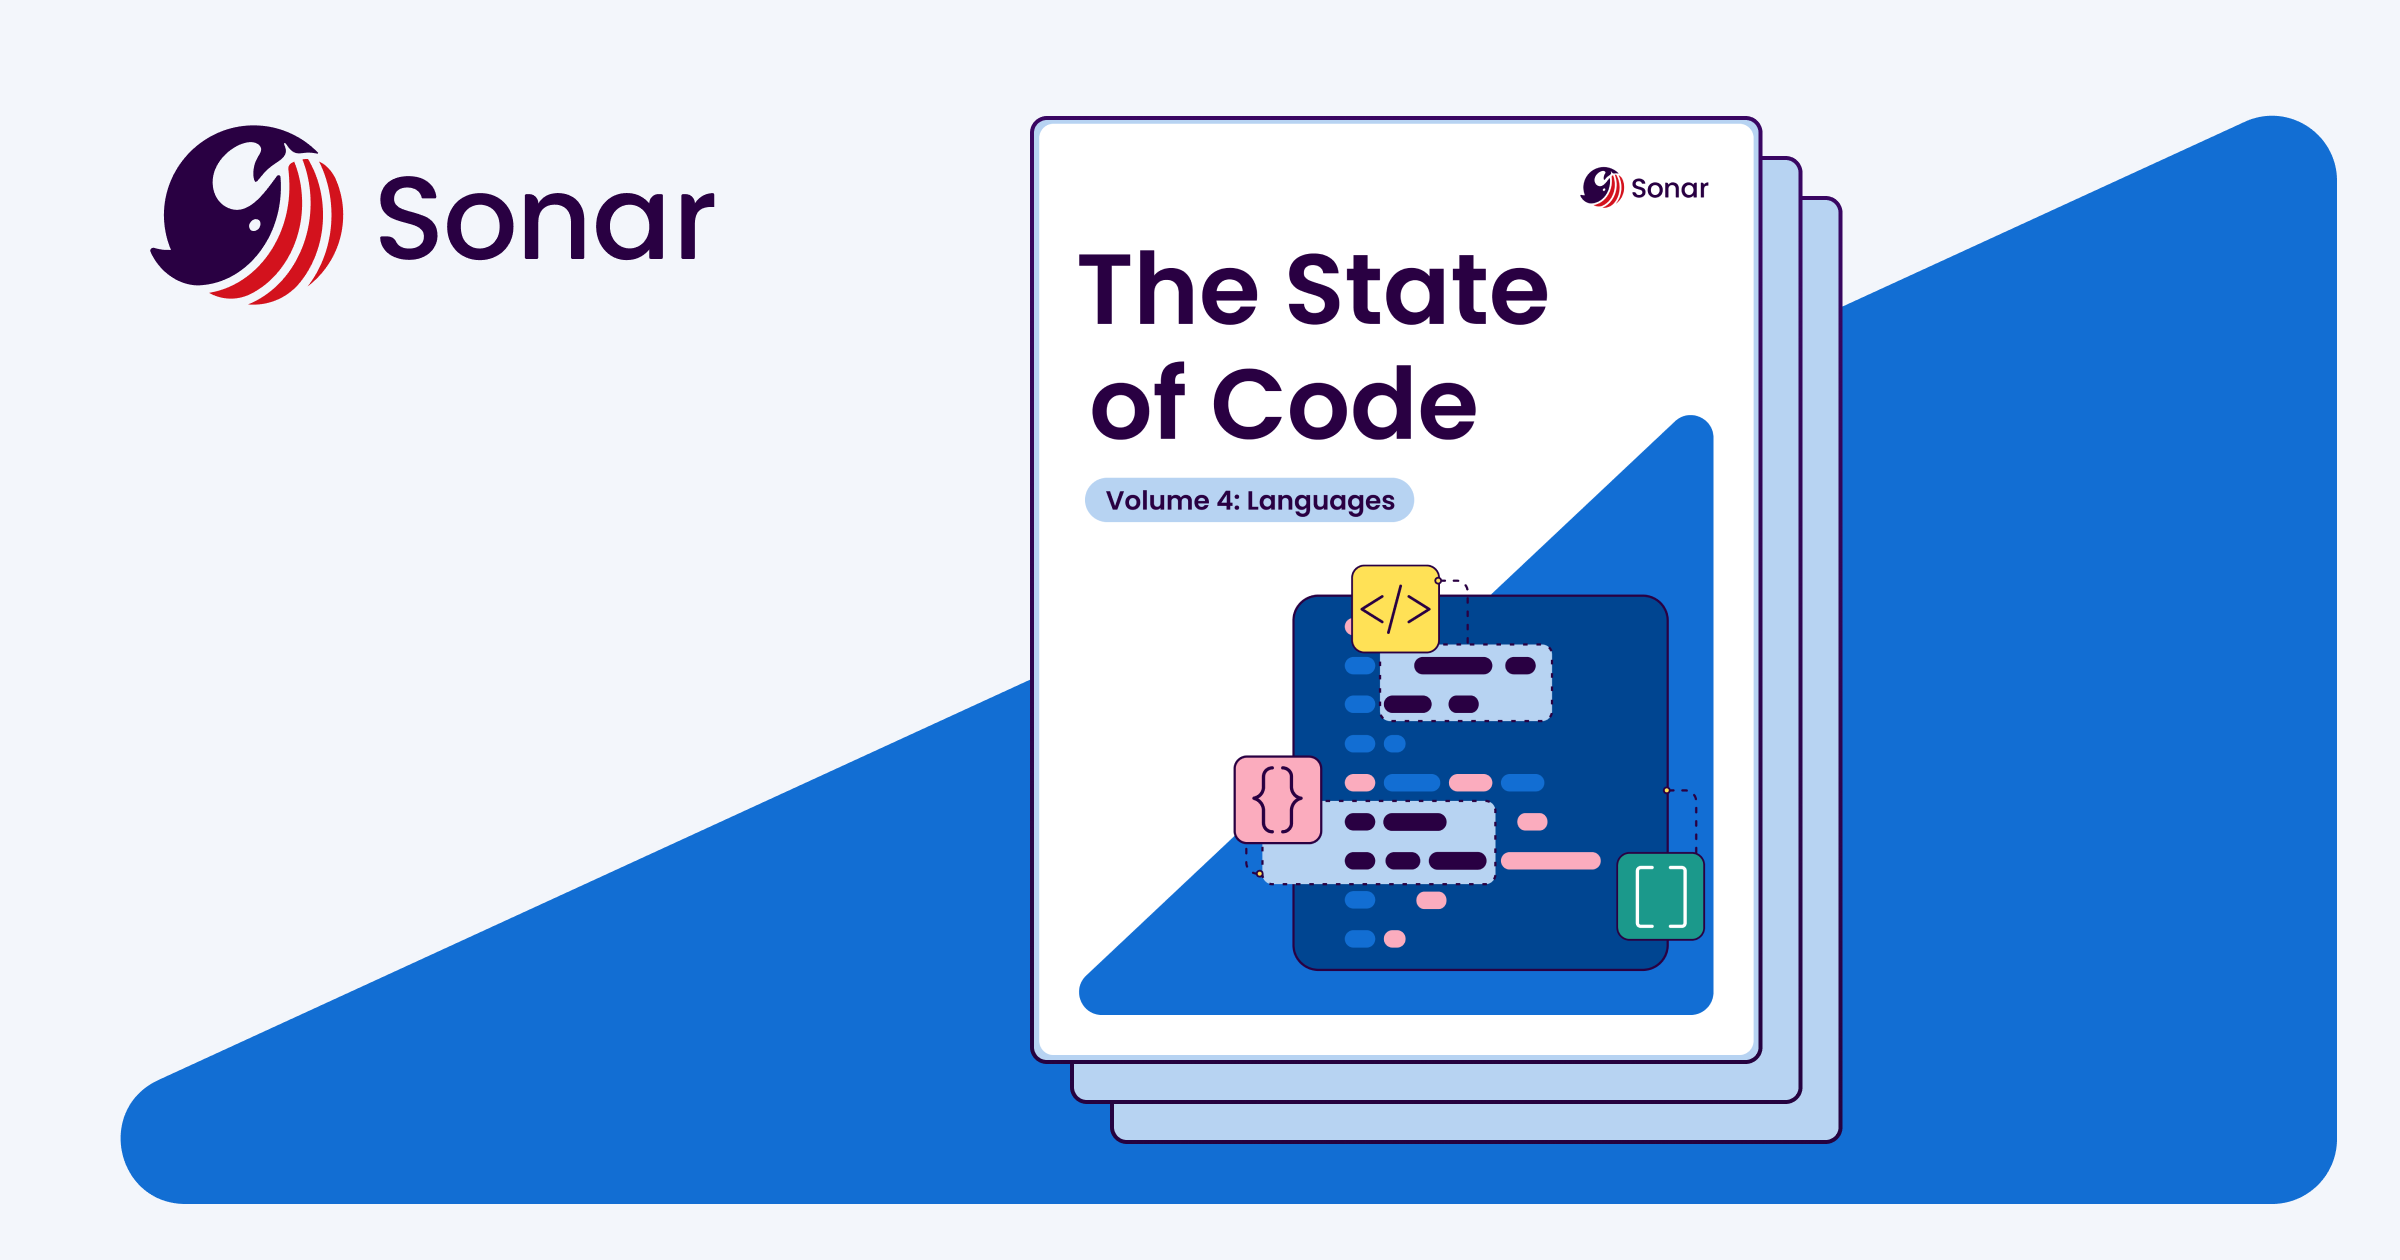 Sonar
Sonar
The State
of Code
Volume 4: Languages
</>
{}
[]